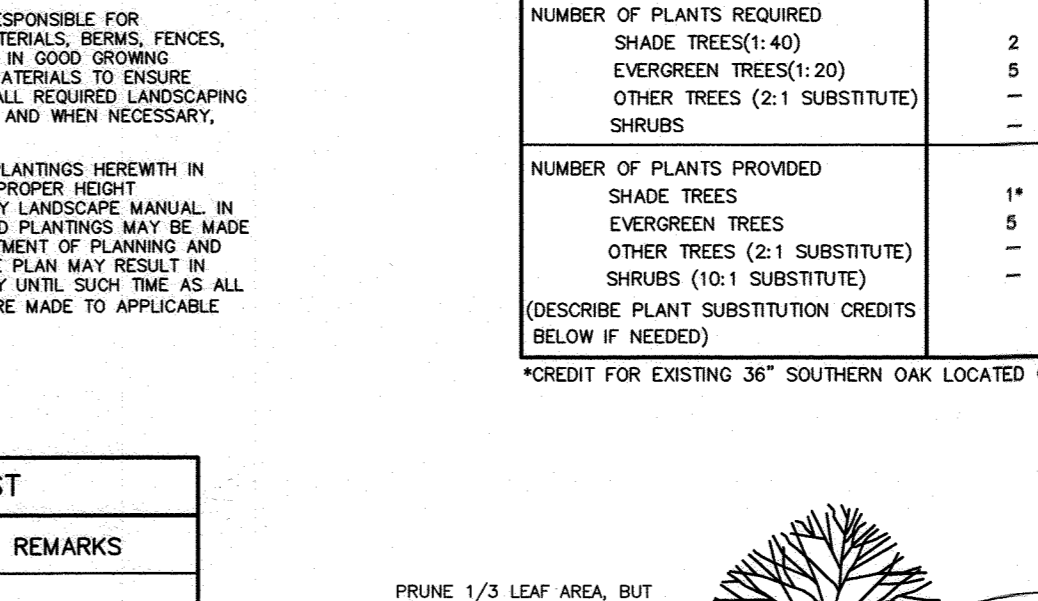 ESPONSIBLE FOR
TERIALS, BERMS, FENCES,
IN GOOD GROWING
ATERIALS TO ENSURE
ALL REQUIRED LANDSCAPING
AND WHEN NECESSARY,
PLANTINGS HEREWITH IN
PROPER HEIGHT
Y LANDSCAPE MANUAL. IN
D PLANTINGS MAY BE MADE
TMENT OF PLANNING AND
E PLAN MAY RESULT IN
Y UNTIL SUCH TIME AS ALL
RE MADE TO APPLICABLE
NUMBER OF PLANTS REQUIRED
SHADE TREES(1:40) 2
EVERGREEN TREES(1:20) 5
OTHER TREES (2:1 SUBSTITUTE) –
SHRUBS –
NUMBER OF PLANTS PROVIDED
SHADE TREES 1*
EVERGREEN TREES 5
OTHER TREES (2:1 SUBSTITUTE) –
SHRUBS (10:1 SUBSTITUTE) –
(DESCRIBE PLANT SUBSTITUTION CREDITS
BELOW IF NEEDED)
*CREDIT FOR EXISTING 36" SOUTHERN OAK LOCATED
ST
REMARKS
PRUNE 1/3 LEAF AREA, BUT